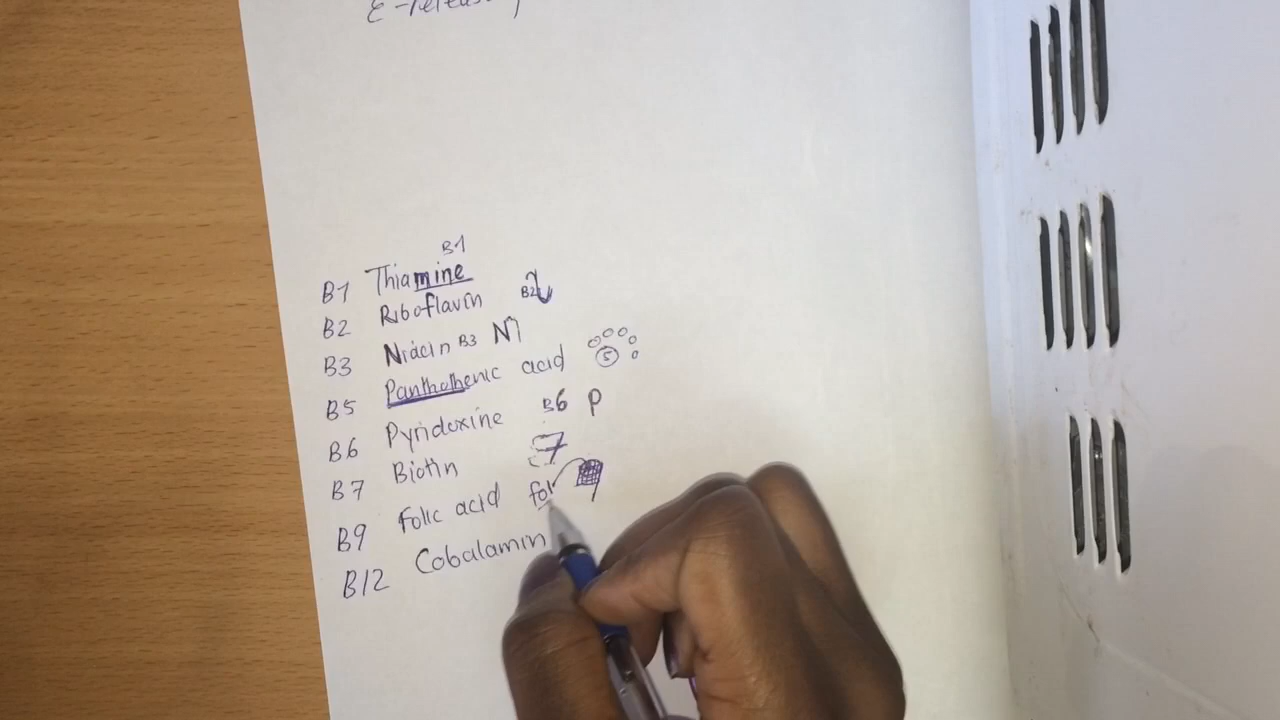 B1
B1 Thiamine
B2 Riboflavin B2
B3 Niacin B3 N
B5 Panthothenic acid 5
B6 Pyridoxine B6 P
B7 Biotin 7
B9 Folic acid fol
B12 Cobalamin